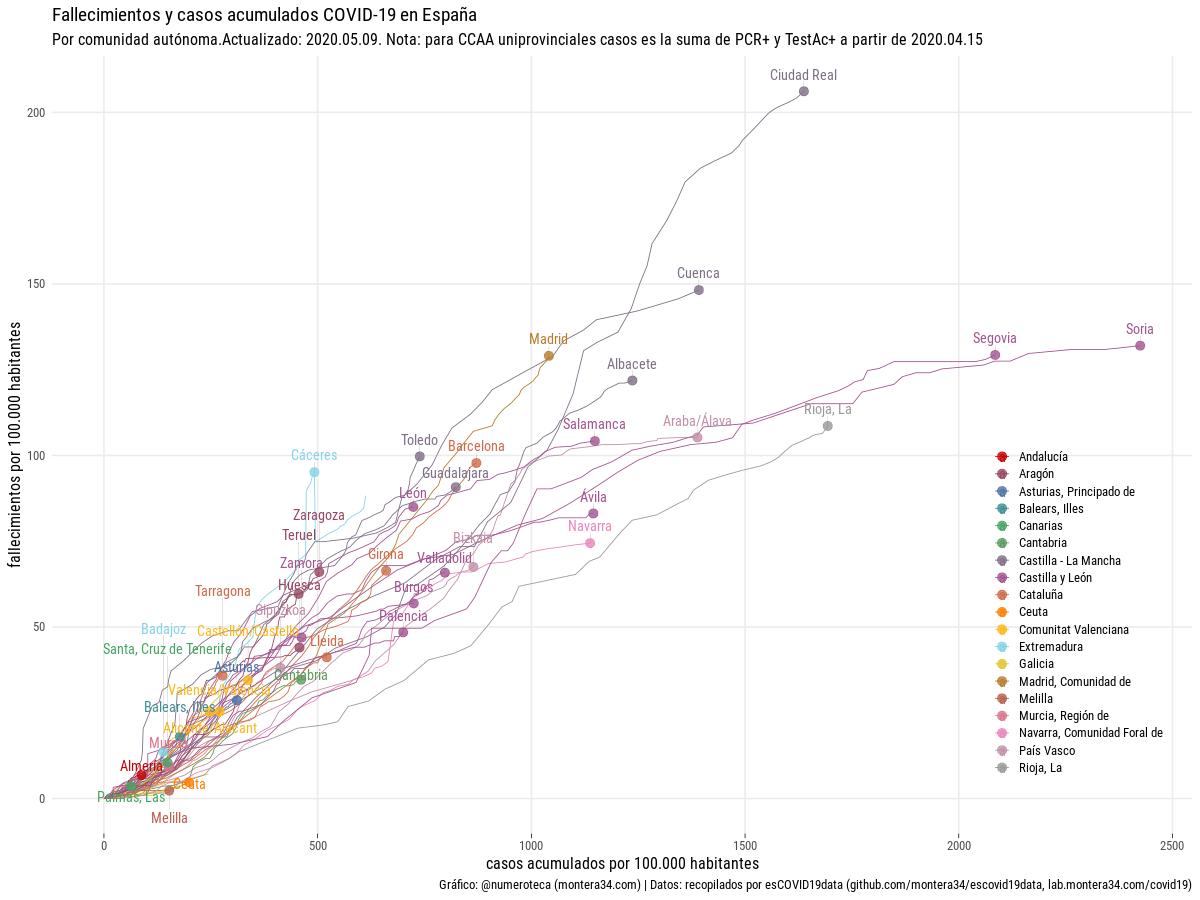 Fallecimientos y casos acumulados COVID-19 en España
Por comunidad autónoma.Actualizado: 2020.05.09. Nota: para CCAA uniprovinciales casos es la suma de PCR+ y TestAc+ a partir de 2020.04.15
Ciudad Real
200
Cuenca
150
Soria
Segovia
Madrid
Albacete
Rioja, La
Araba/Álava
Salamanca
Barcelona
Toledo
Cáceres
100
Guadalajara
León
Ávila
Zaragoza
Navarra
Teruel
Bizkaia
Girona
Valladolid
Zamora
Huesca
Burgos
Tarragona
Gipuzkoa
Palencia
50
Badajoz
Castellón/Castelló
Santa, Cruz de Tenerife
Lleida
Asturias
Cantabria
Valencia/València
Balears, Illes
Alicante/Alacant
Murcia
Almería
Ceuta
Palmas, Las
0
Melilla
Andalucía
Aragón
Asturias, Principado de
Balears, Illes
Canarias
Cantabria
Castilla - La Mancha
Castilla y León
Cataluña
Ceuta
Comunitat Valenciana
Extremadura
Galicia
Madrid, Comunidad de
Melilla
Murcia, Región de
Navarra, Comunidad Foral de
País Vasco
Rioja, La
fallecimientos por 100.000 habitantes
0 500 1000 1500 2000 2500
casos acumulados por 100.000 habitantes
Gráfico: @numeroteca (montera34.com) | Datos: recopilados por esCOVID19data (github.com/montera34/escovid19data, lab.montera34.com/covid19)